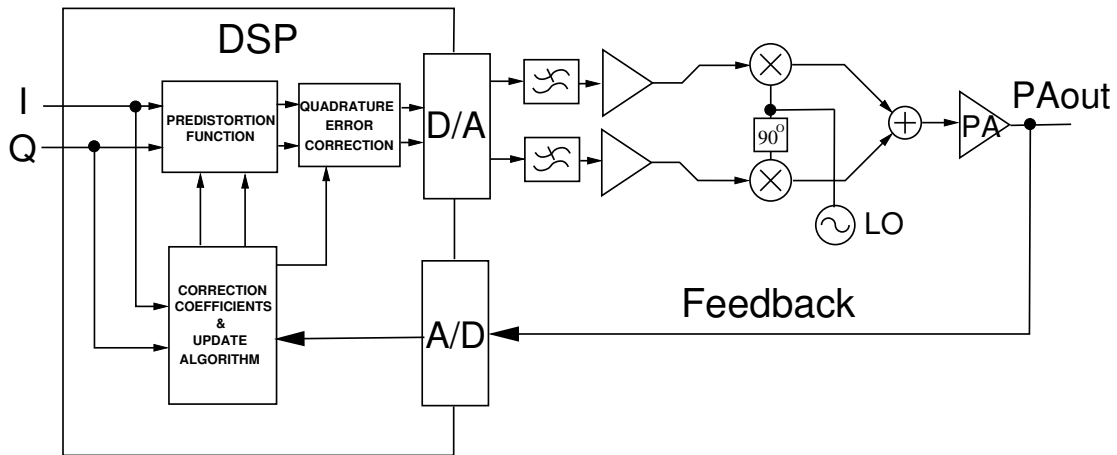 DSP
I
Q
PREDISTORTION
FUNCTION
QUADRATURE
ERROR
CORRECTION
D/A
90°
LO
PA
PAout
CORRECTION
COEFFICIENTS
&
UPDATE
ALGORITHM
A/D
Feedback